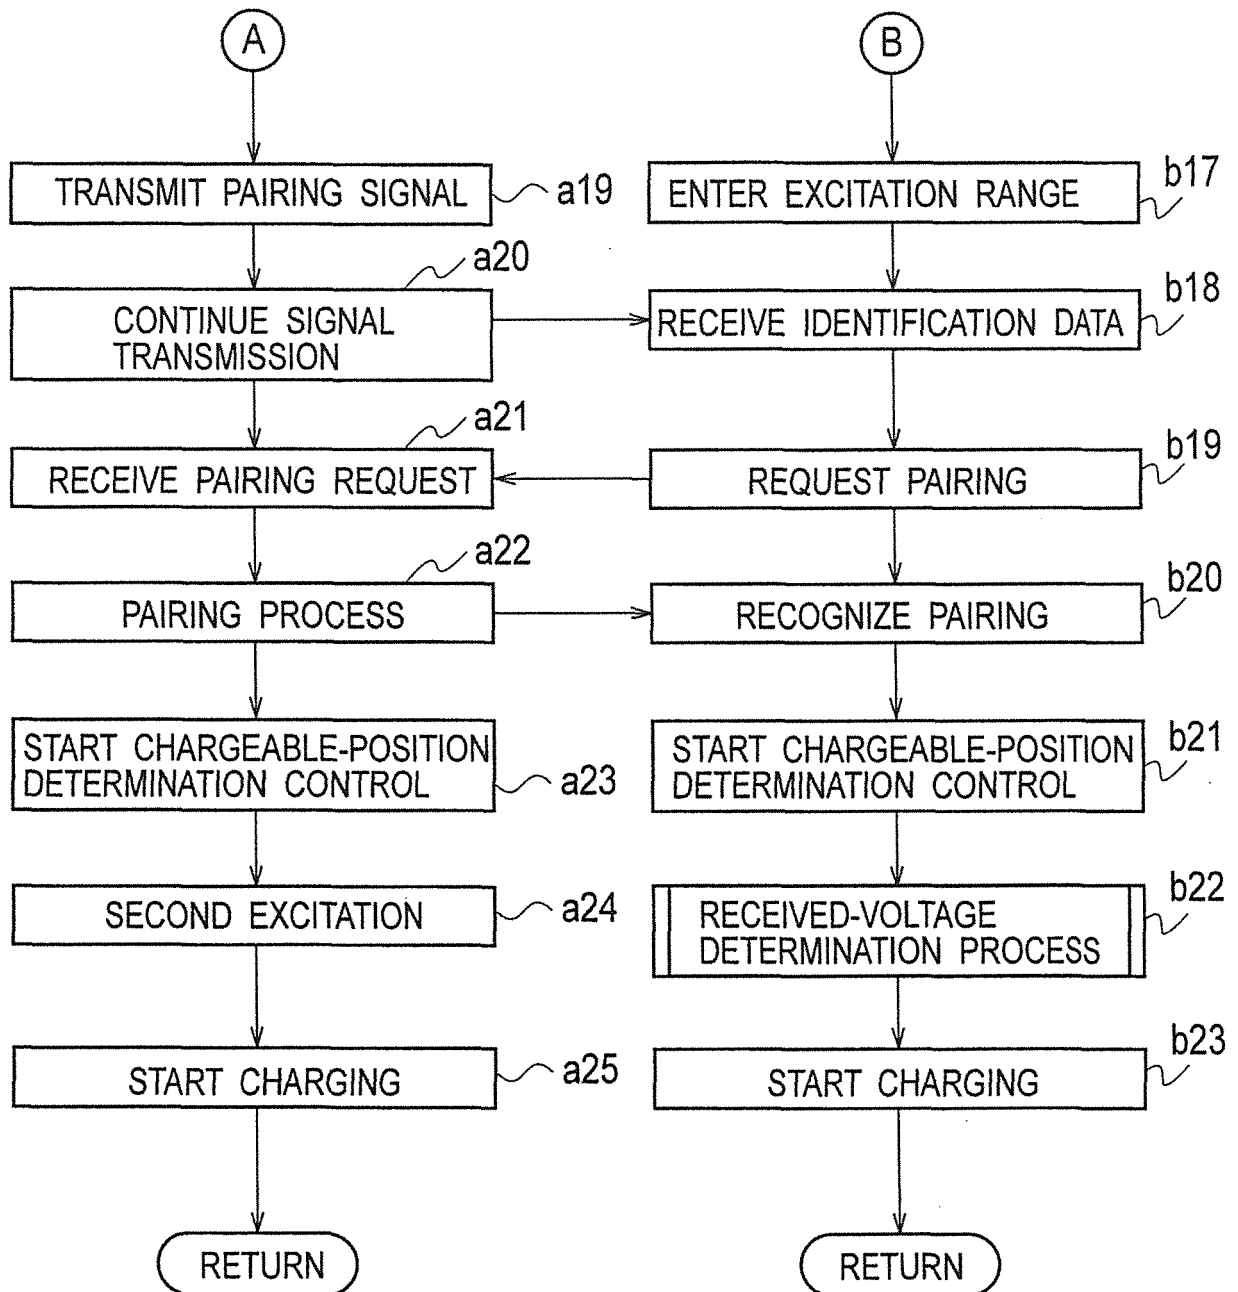 A
B
TRANSMIT PAIRING SIGNAL
a19
ENTER EXCITATION RANGE
b17
a20
CONTINUE SIGNAL
TRANSMISSION
RECEIVE IDENTIFICATION DATA
b18
a21
RECEIVE PAIRING REQUEST
REQUEST PAIRING
b19
a22
PAIRING PROCESS
RECOGNIZE PAIRING
b20
START CHARGEABLE-POSITION
DETERMINATION CONTROL
a23
START CHARGEABLE-POSITION
DETERMINATION CONTROL
b21
SECOND EXCITATION
a24
RECEIVED-VOLTAGE
DETERMINATION PROCESS
b22
START CHARGING
a25
START CHARGING
b23
RETURN
RETURN